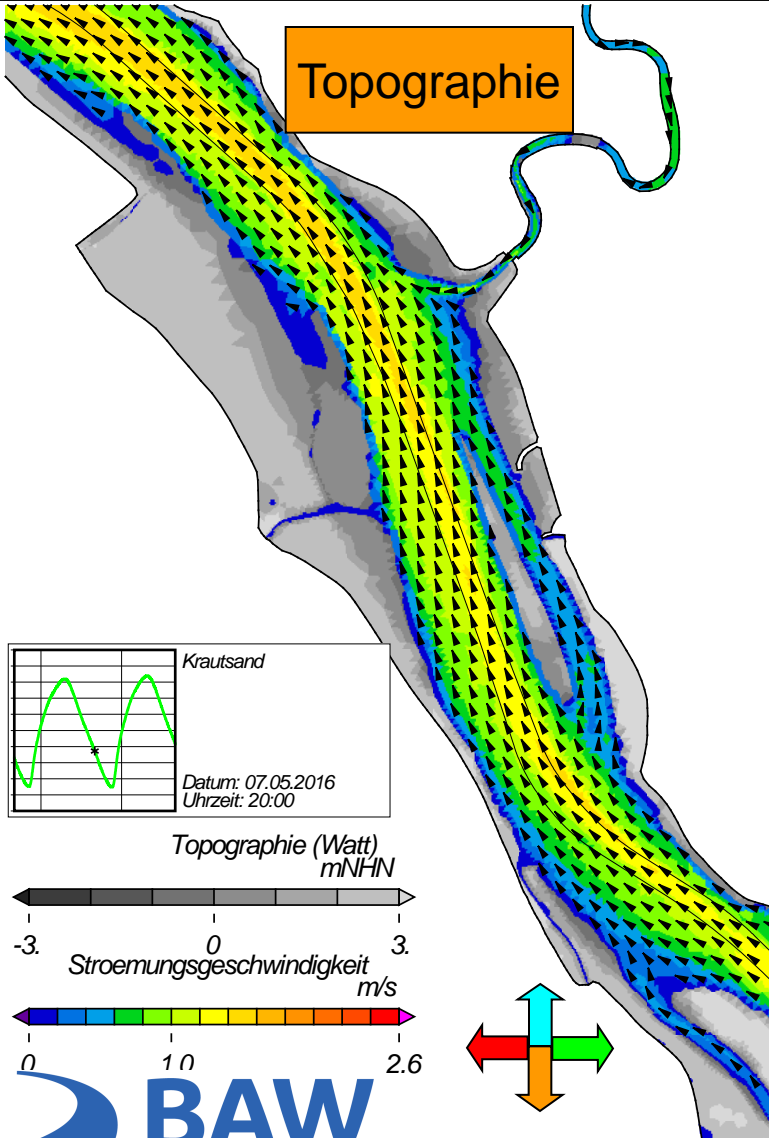 Topographie
Krautsand
Datum: 07.05.2016
Uhrzeit: 20:00
Topographie (Watt)
mNHN
-3. 0 3.
Stroemungsgeschwindigkeit
m/s
0 1.0 2.6
BAW